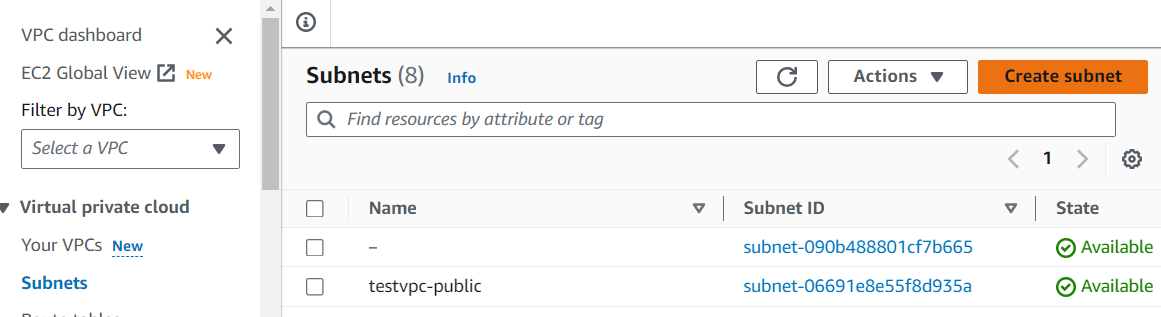 VPC dashboard
EC2 Global View New
Filter by VPC:
Select a VPC
Virtual private cloud
Your VPCs New
Subnets
Subnets (8) Info
Actions
Create subnet
Find resources by attribute or tag
1
Name Subnet ID State
– subnet-090b488801cf7b665 Available
testvpc-public subnet-06691e8e55f8d935a Available